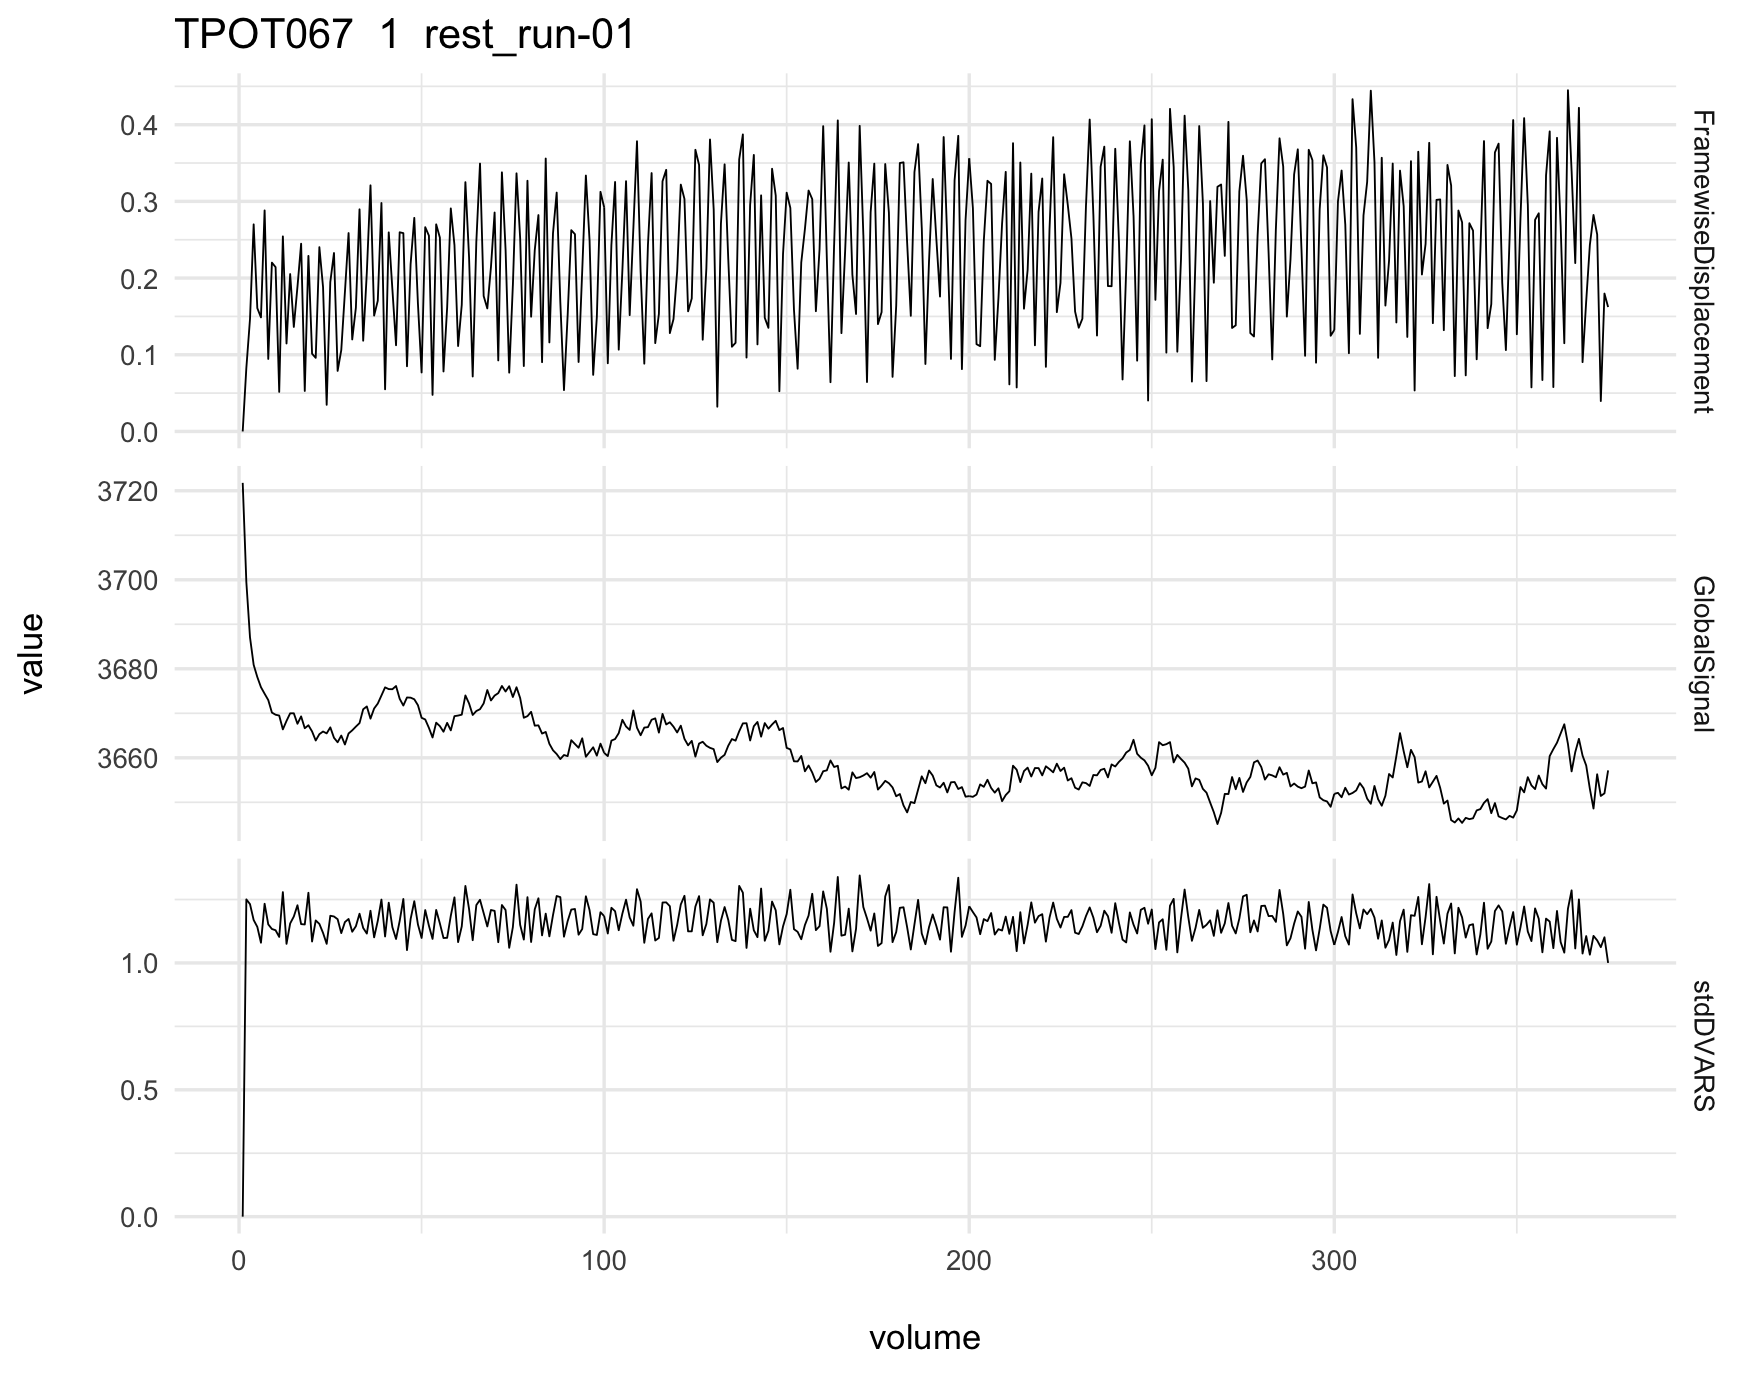 TPOT067 1 rest_run-01
0.4
0.3
0.2
0.1
0.0
FramewiseDisplacement
3720
3700
3680
3660
GlobalSignal
value
1.0
0.5
0.0
stdDVARS
0 100 200 300
volume